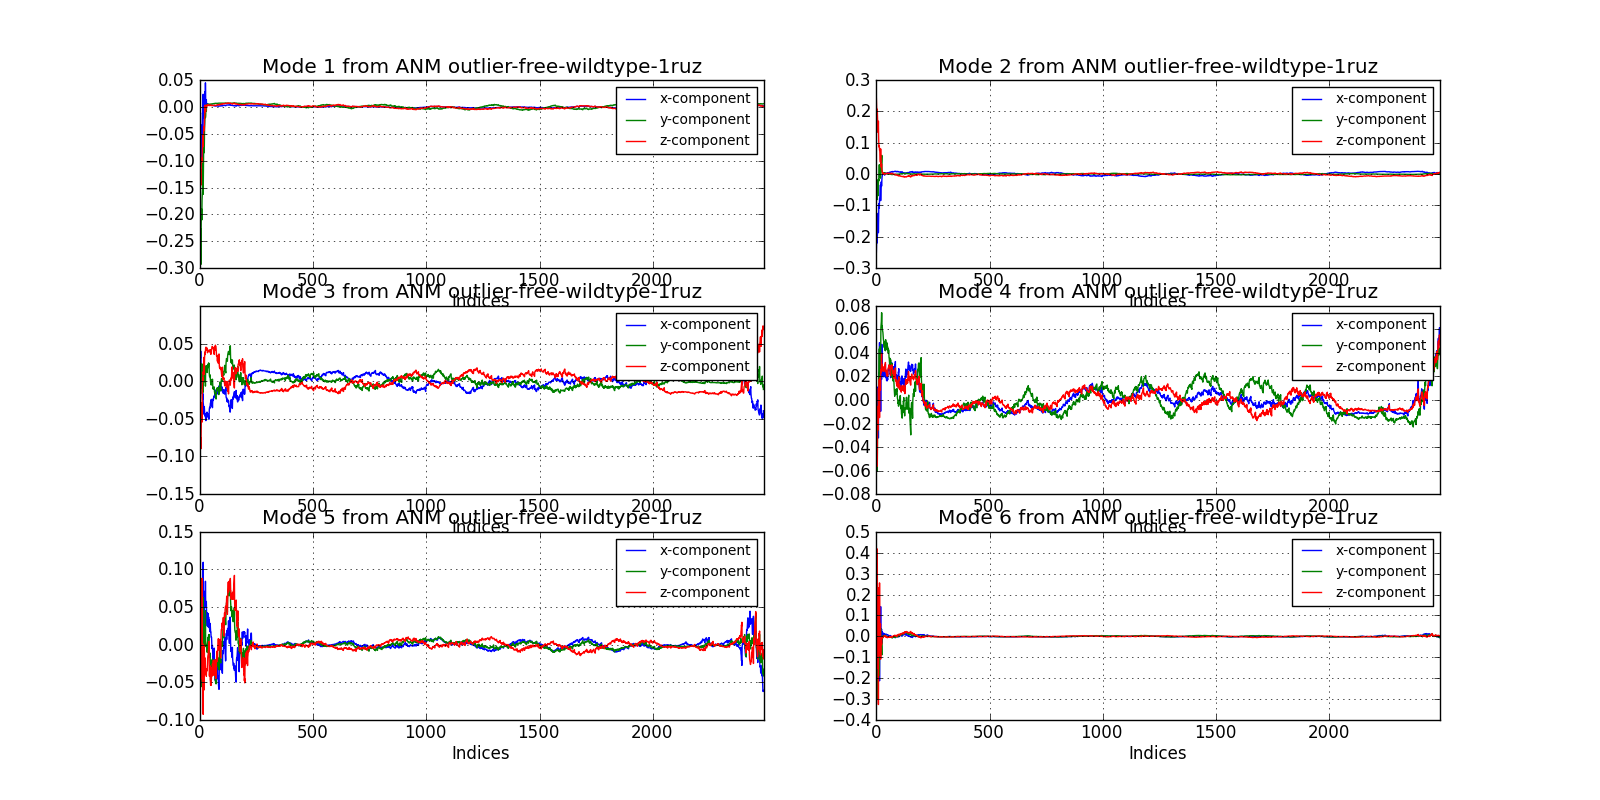 Mode 1 from ANM outlier-free-wildtype-1ruz
0.05
0.00
−0.05
−0.10
−0.15
−0.20
−0.25
−0.30
x-component
y-component
z-component
0 500 1000 1500 2000
Indices
Mode 2 from ANM outlier-free-wildtype-1ruz
0.3
0.2
0.1
0.0
−0.1
−0.2
−0.3
x-component
y-component
z-component
0 500 1000 1500 2000
Indices
Mode 3 from ANM outlier-free-wildtype-1ruz
0.05
0.00
−0.05
−0.10
−0.15
x-component
y-component
z-component
0 500 1000 1500 2000
Indices
Mode 4 from ANM outlier-free-wildtype-1ruz
0.08
0.06
0.04
0.02
0.00
−0.02
−0.04
−0.06
−0.08
x-component
y-component
z-component
0 500 1000 1500 2000
Indices
Mode 5 from ANM outlier-free-wildtype-1ruz
0.15
0.10
0.05
0.00
−0.05
−0.10
x-component
y-component
z-component
0 500 1000 1500 2000
Indices
Mode 6 from ANM outlier-free-wildtype-1ruz
0.5
0.4
0.3
0.2
0.1
0.0
−0.1
−0.2
−0.3
−0.4
x-component
y-component
z-component
0 500 1000 1500 2000
Indices